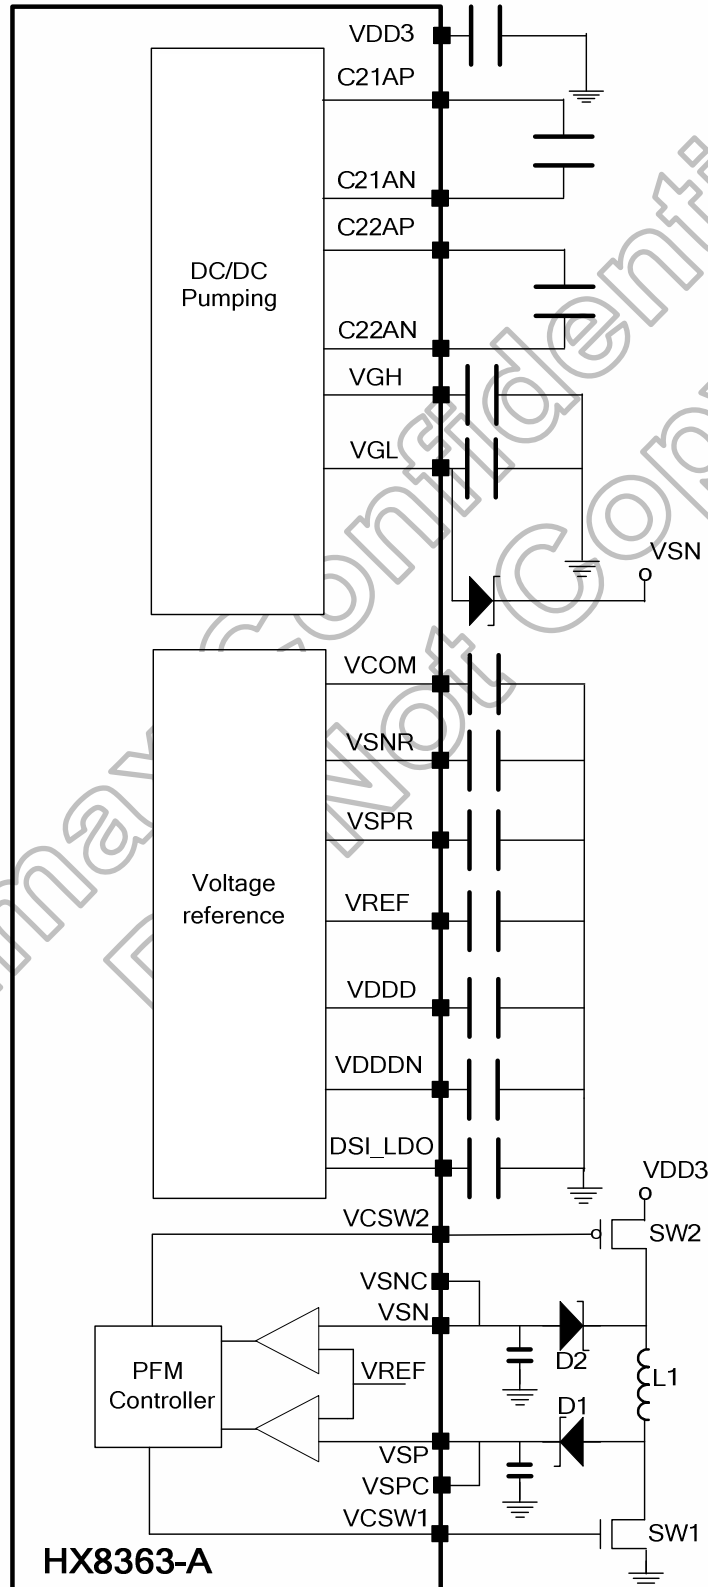 VDD3
C21AP
C21AN
C22AP
DC/DC
Pumping
C22AN
VGH
VGL
VSN
VCOM
VSNR
VSPR
Voltage
reference
VREF
VDDD
VDDDN
DSI_LDO
VDD3
VCSW2
SW2
VSNC
VSN
D2
PFM
Controller
VREF
L1
D1
VSP
VSPC
VCSW1
SW1
HX8363-A